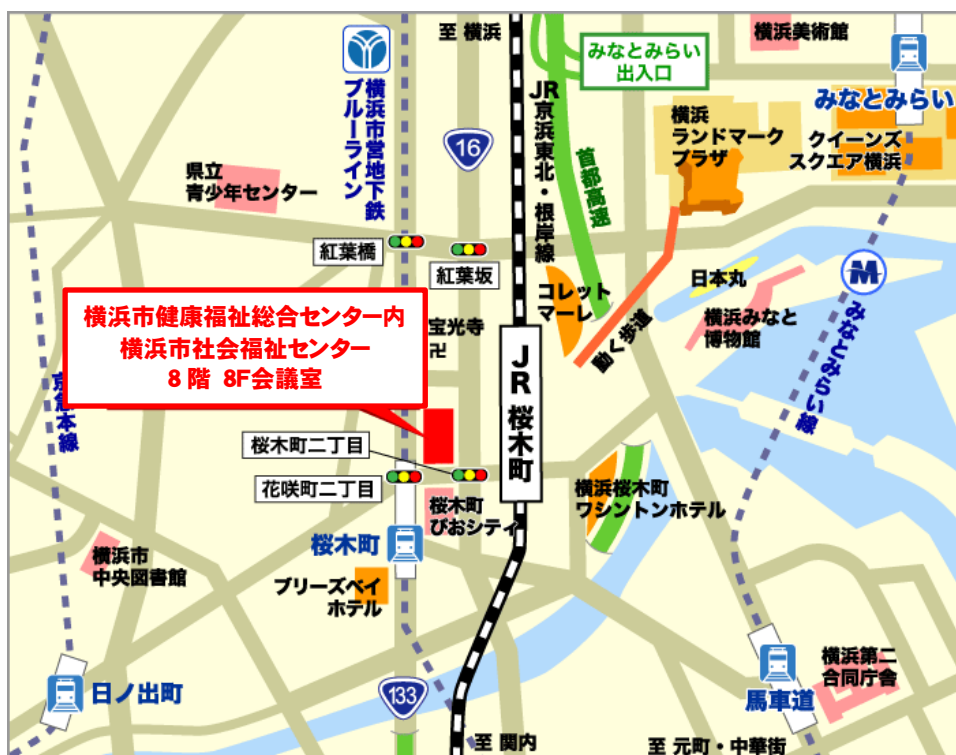 至 横浜
みなとみらい
出入口
横浜美術館
みなとみらい
横浜市営地下鉄
ブルーライン
16
JR京浜東北・根岸線
首都高速
横浜
ランドマーク
プラザ
クイーンズ
スクエア横浜
県立
青少年センター
紅葉橋
紅葉坂
コレット
マーレ
日本丸
横浜みなと
博物館
動く歩道
みなとみらい線
横浜市健康福祉総合センター内
横浜市社会福祉センター
8 階 8F会議室
宝光寺
卍
京急本線
JR 桜木町
桜木町二丁目
花咲町二丁目
桜木町
ぴおシティ
横浜桜木町
ワシントンホテル
桜木町
横浜市
中央図書館
ブリーズベイ
ホテル
日ノ出町
133
馬車道
横浜第二
合同庁舎
至 関内
至 元町・中華街